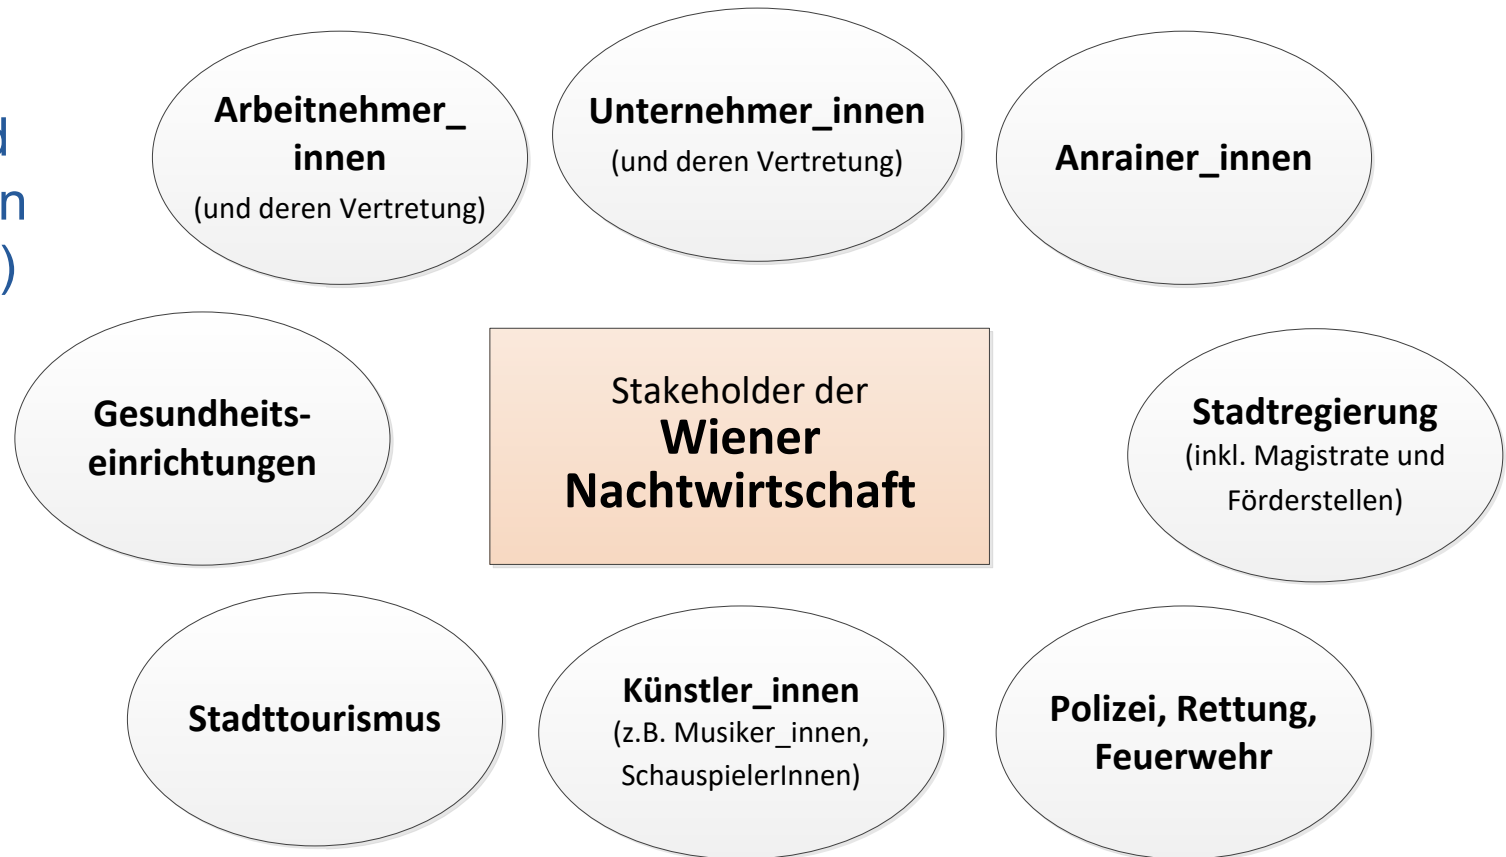 Arbeitnehmer_
innen
(und deren Vertretung)
Unternehmer_innen
(und deren Vertretung)
Anrainer_innen
Gesundheits-
einrichtungen
Stakeholder der
Wiener
Nachtwirtschaft
Stadtregierung
(inkl. Magistrate und
Förderstellen)
Stadttourismus
Künstler_innen
(z.B. Musiker_innen,
SchauspielerInnen)
Polizei, Rettung,
Feuerwehr